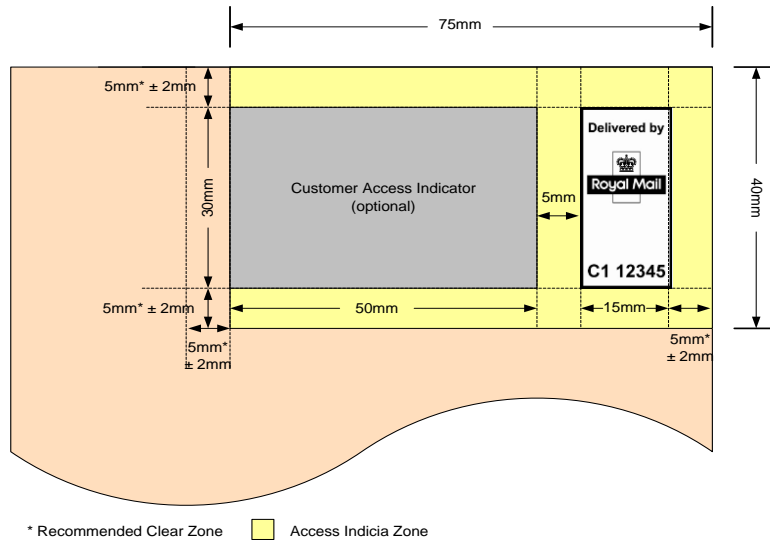 75mm
5mm* ± 2mm
Delivered by
Royal Mail
C1 12345
Customer Access Indicator
(optional)
30mm
5mm
40mm
5mm* ± 2mm
50mm
15mm
5mm*
± 2mm
5mm*
± 2mm
* Recommended Clear Zone
Access Indicia Zone